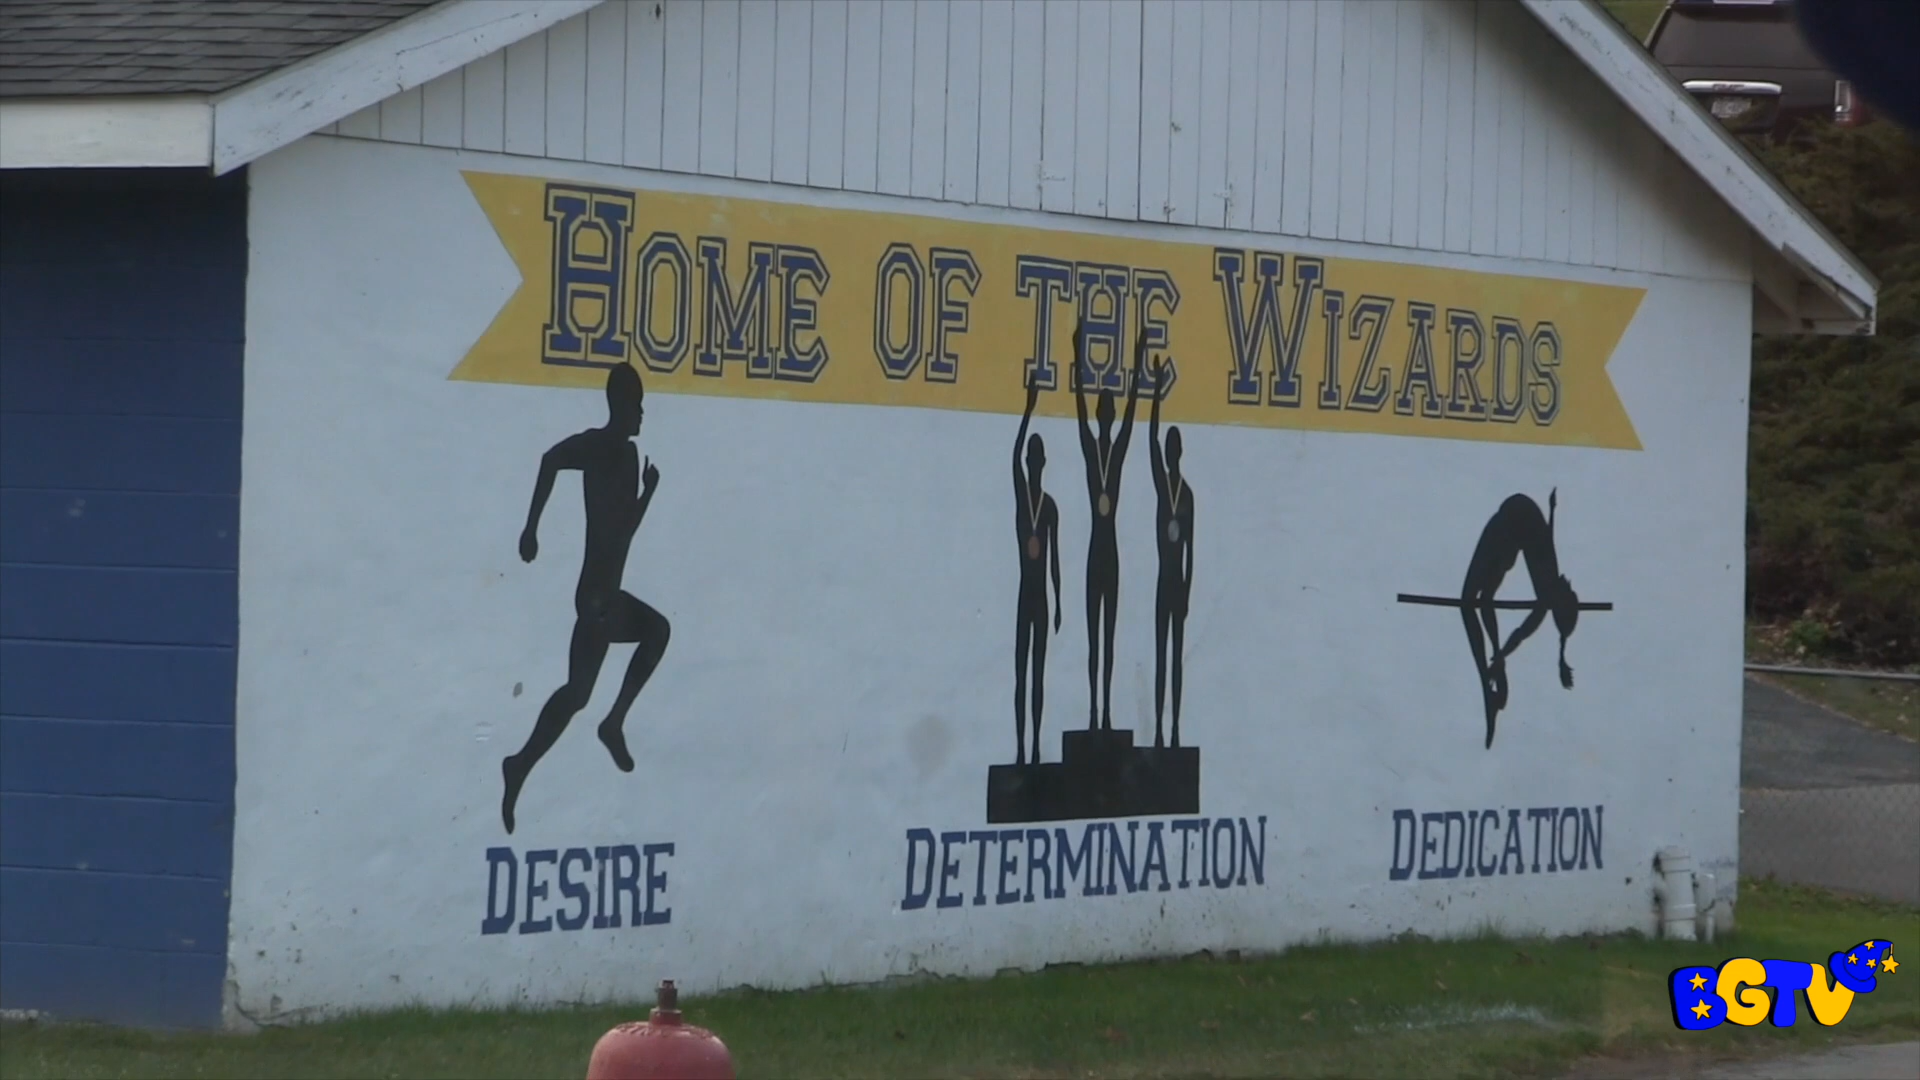 HOME OF THE WIZARDS
DESIRE
DETERMINATION
DEDICATION
BGTV